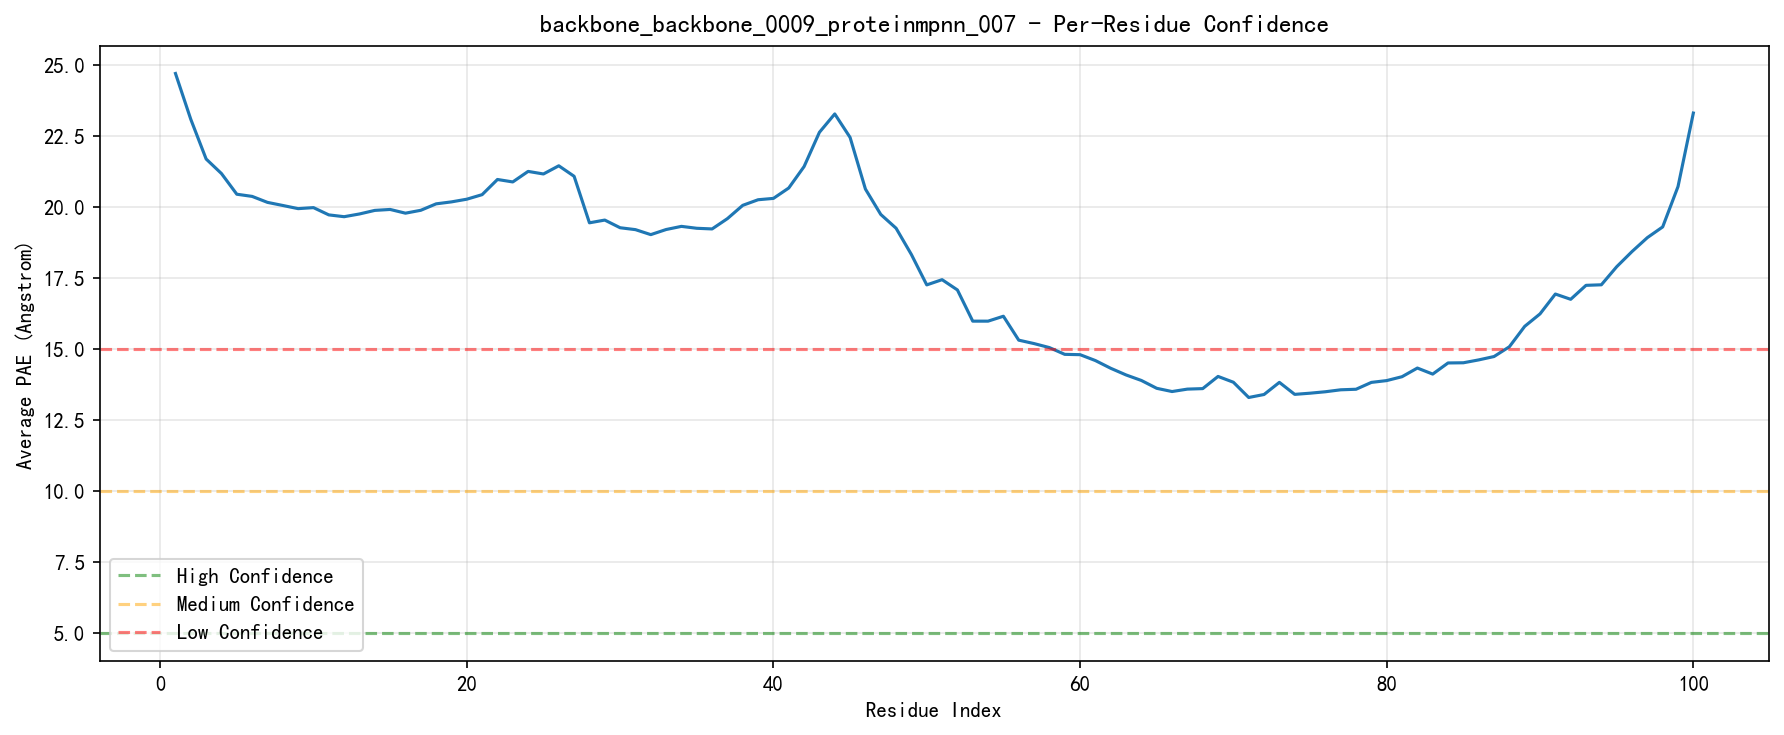 backbone_backbone_0009_proteinmpnn_007 - Per-Residue Confidence
Average PAE (Angstrom)
25.0
22.5
20.0
17.5
15.0
12.5
10.0
7.5
5.0
High Confidence
Medium Confidence
Low Confidence
0 20 40 60 80 100
Residue Index